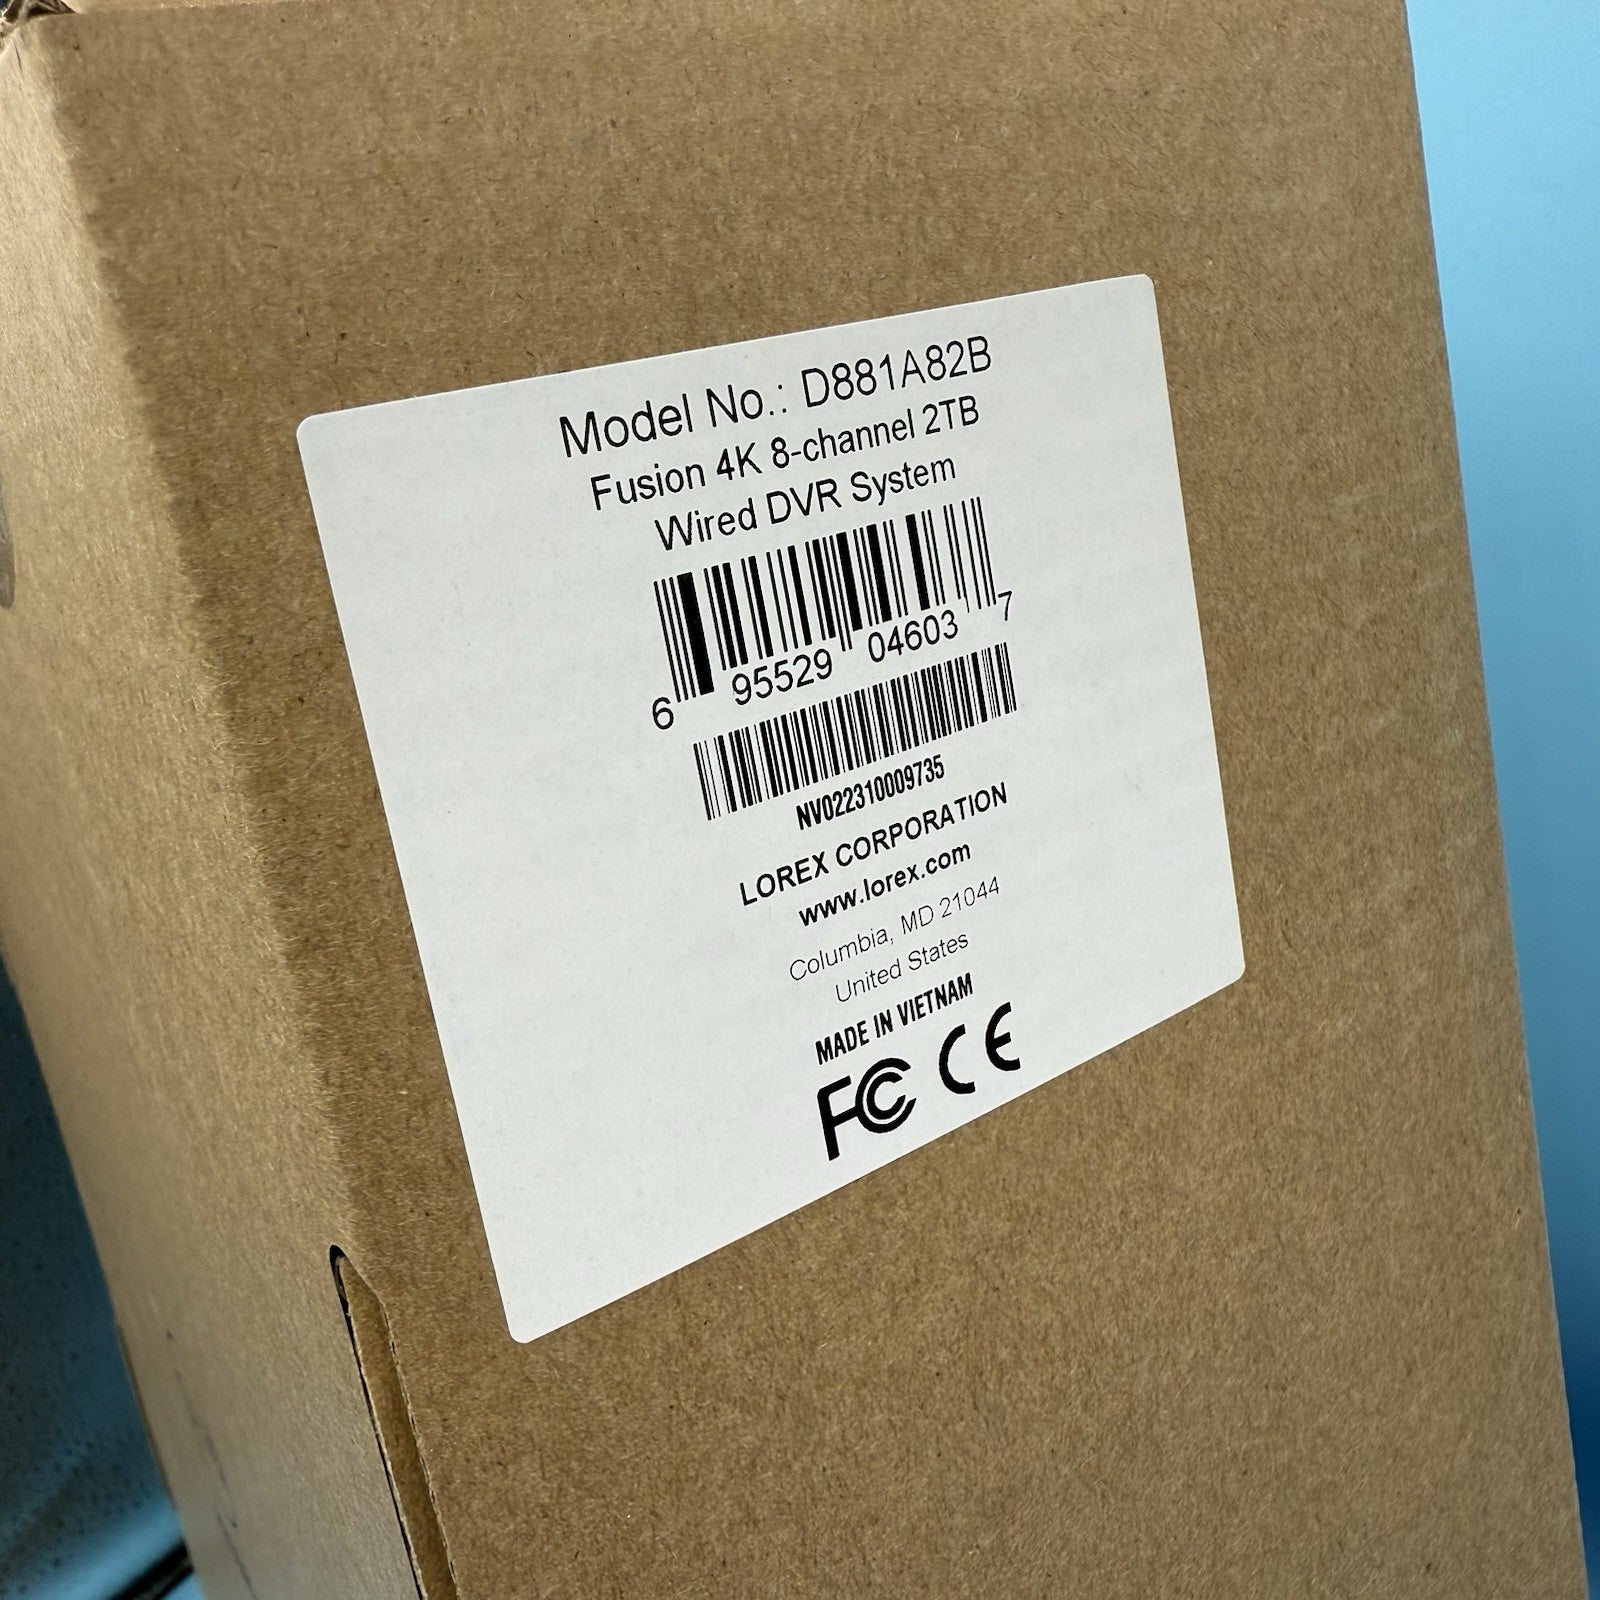 Model No.: D881A82B
Fusion 4K 8-channel 2TB
Wired DVR System
6 95529 04603 7
NV022310009735
LOREX CORPORATION
www.lorex.com
Columbia, MD 21044
United States
MADE IN VIETNAM
FC CE